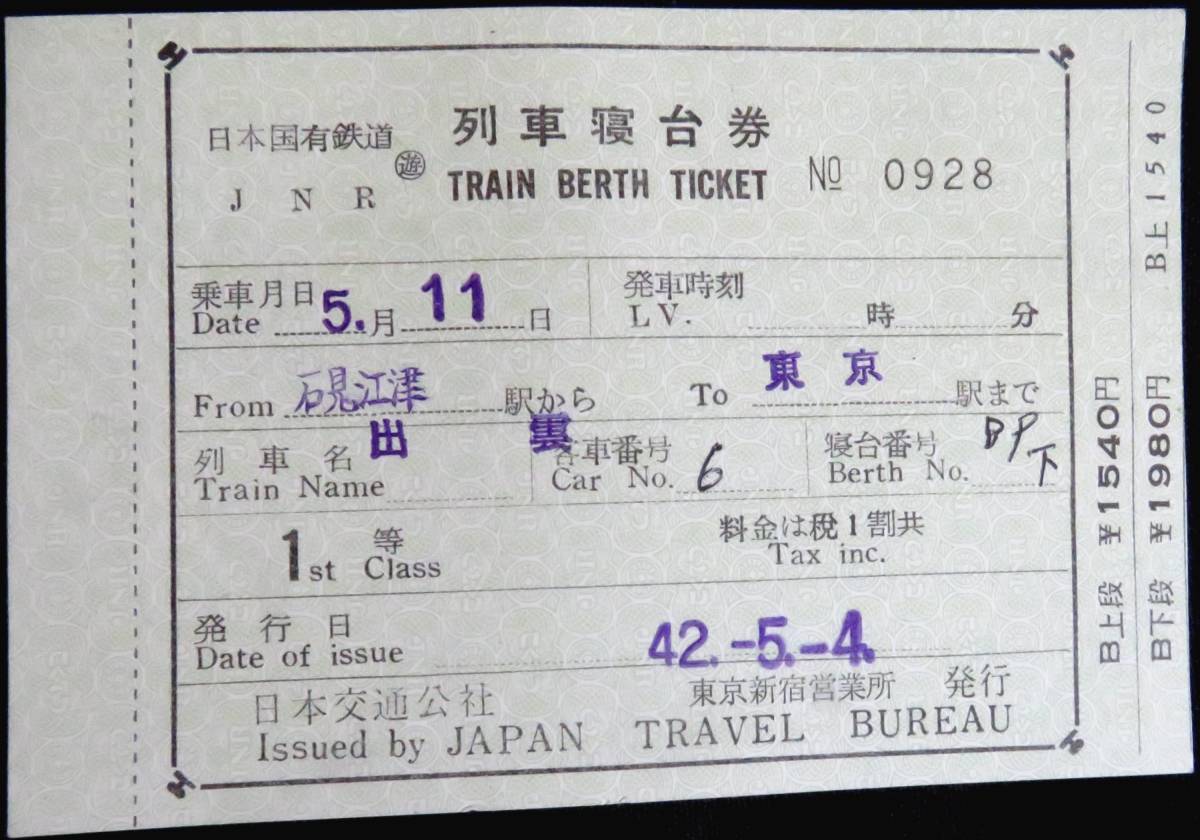 日本国有鉄道 列車寝台券
J N R 遊 TRAIN BERTH TICKET № 0928
乗車月日 5.月 11 日 発車時刻
Date LV. 時 分
From 石見江津 駅から To 東京 駅まで
列車名 出雲 客車番号 6 寝台番号 下
Train Name Car No. Berth No.
1st 等 料金は税1割共
Class Tax inc.
発行日 42.-5.-4.
Date of issue
日本交通公社 東京新宿営業所 発行
Issued by JAPAN TRAVEL BUREAU
B上段 ¥1540円
B下段 ¥1980円 B上1540